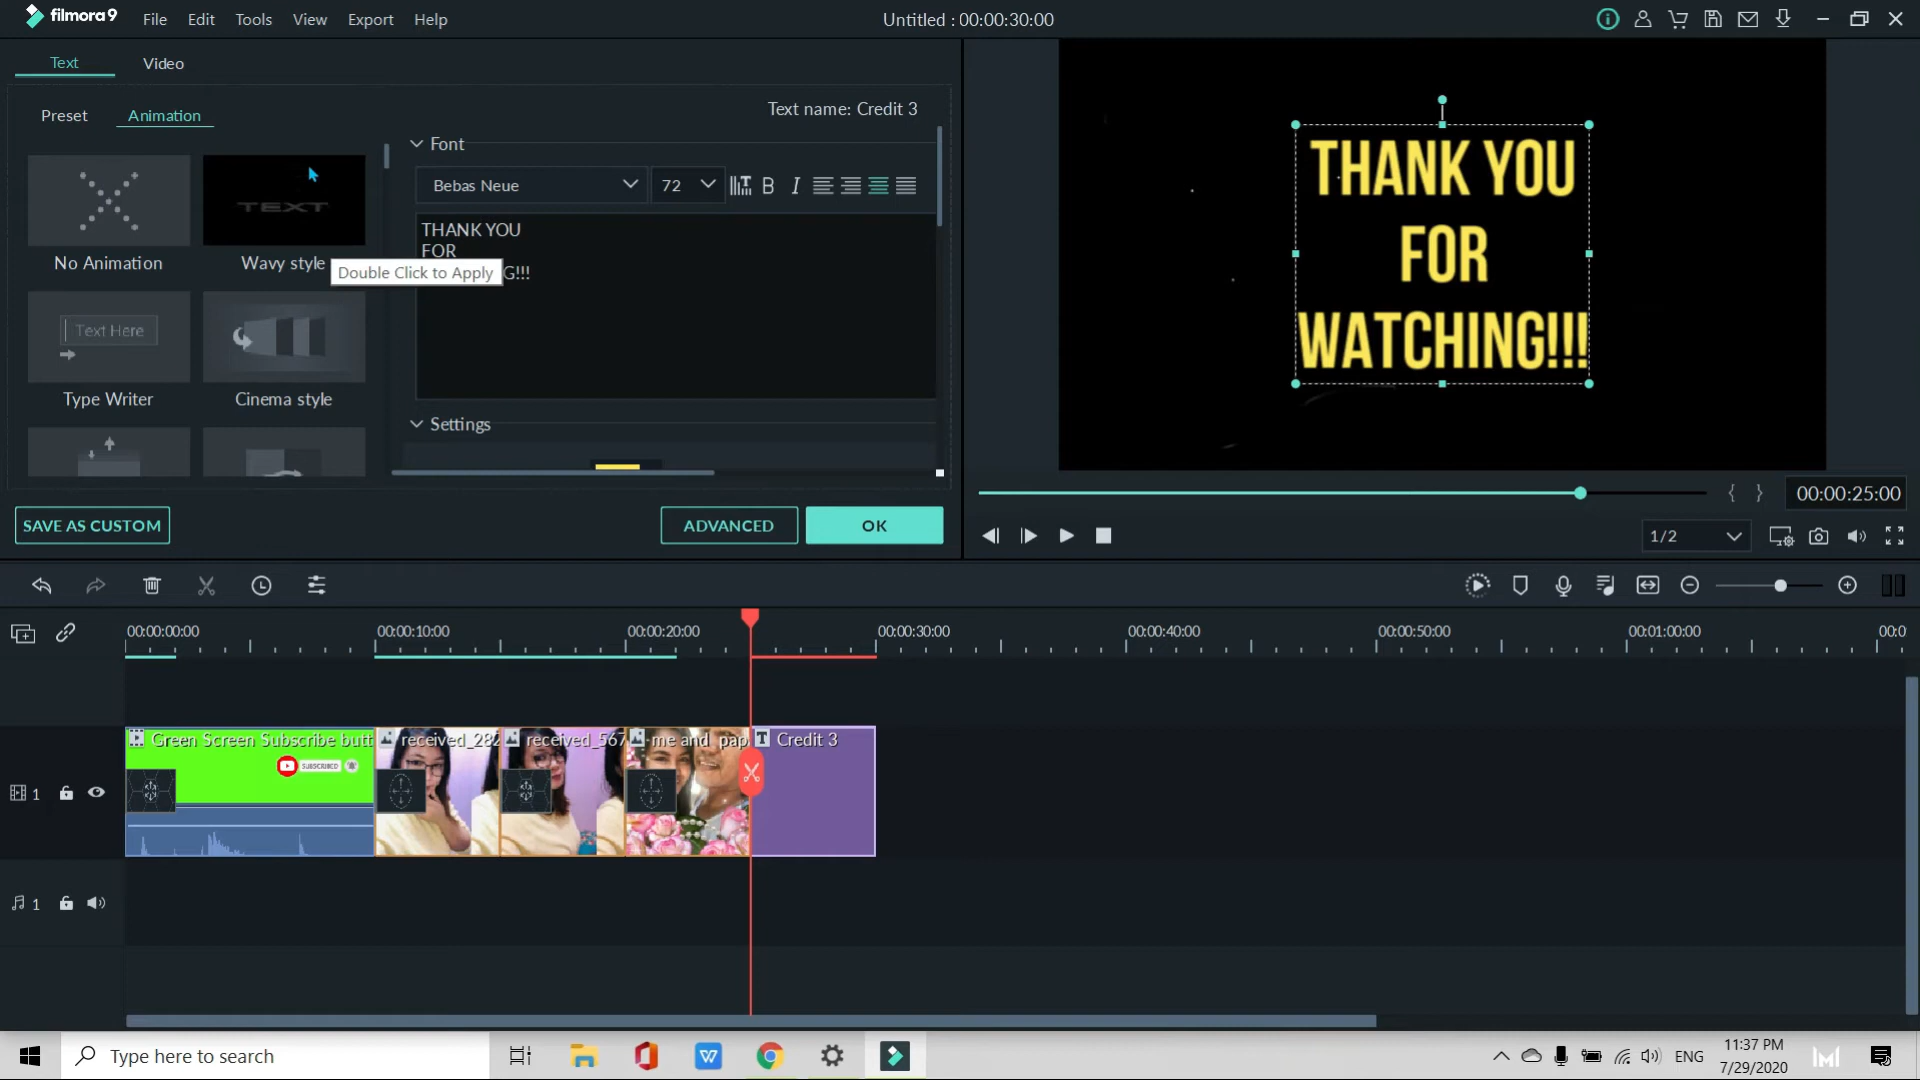 filmora9 File Edit Tools View Export Help Untitled : 00:00:30:00
Text Video
Preset Animation Text name: Credit 3
Font
Bebas Neue 72 B I
THANK YOU
FOR
G!!!
TEXT
No Animation Wavy style
Double Click to Apply
Text Here
Type Writer Cinema style
Settings
SAVE AS CUSTOM ADVANCED OK
THANK YOU
FOR
WATCHING!!!
{ } 00:00:25:00
1/2
00:00:00:00 00:00:10:00 00:00:20:00 00:00:30:00 00:00:40:00 00:00:50:00 00:01:00:00 00:0
Green Screen Subscribe butt received_282 received_567 me and pap Credit 3
SUBSCRIBED
1
1
Type here to search ENG 11:37 PM
7/29/2020